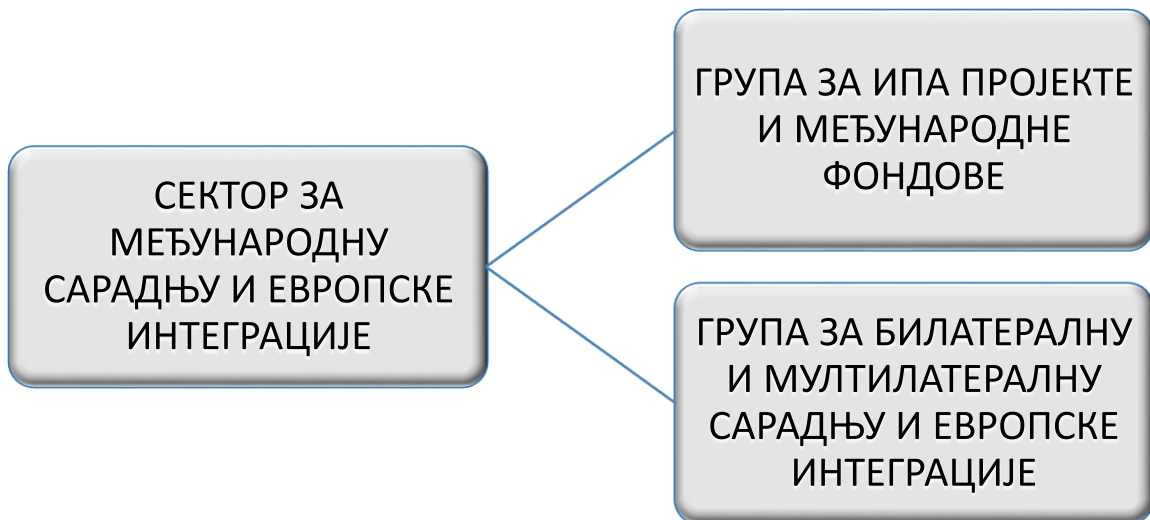 СЕКТОР ЗА
МЕЂУНАРОДНУ
САРАДЊУ И ЕВРОПСКЕ
ИНТЕГРАЦИЈЕ
ГРУПА ЗА ИПА ПРОЈЕКТЕ
И МЕЂУНАРОДНЕ
ФОНДОВЕ
ГРУПА ЗА БИЛАТЕРАЛНУ
И МУЛТИЛАТЕРАЛНУ
САРАДЊУ И ЕВРОПСКЕ
ИНТЕГРАЦИЈЕ